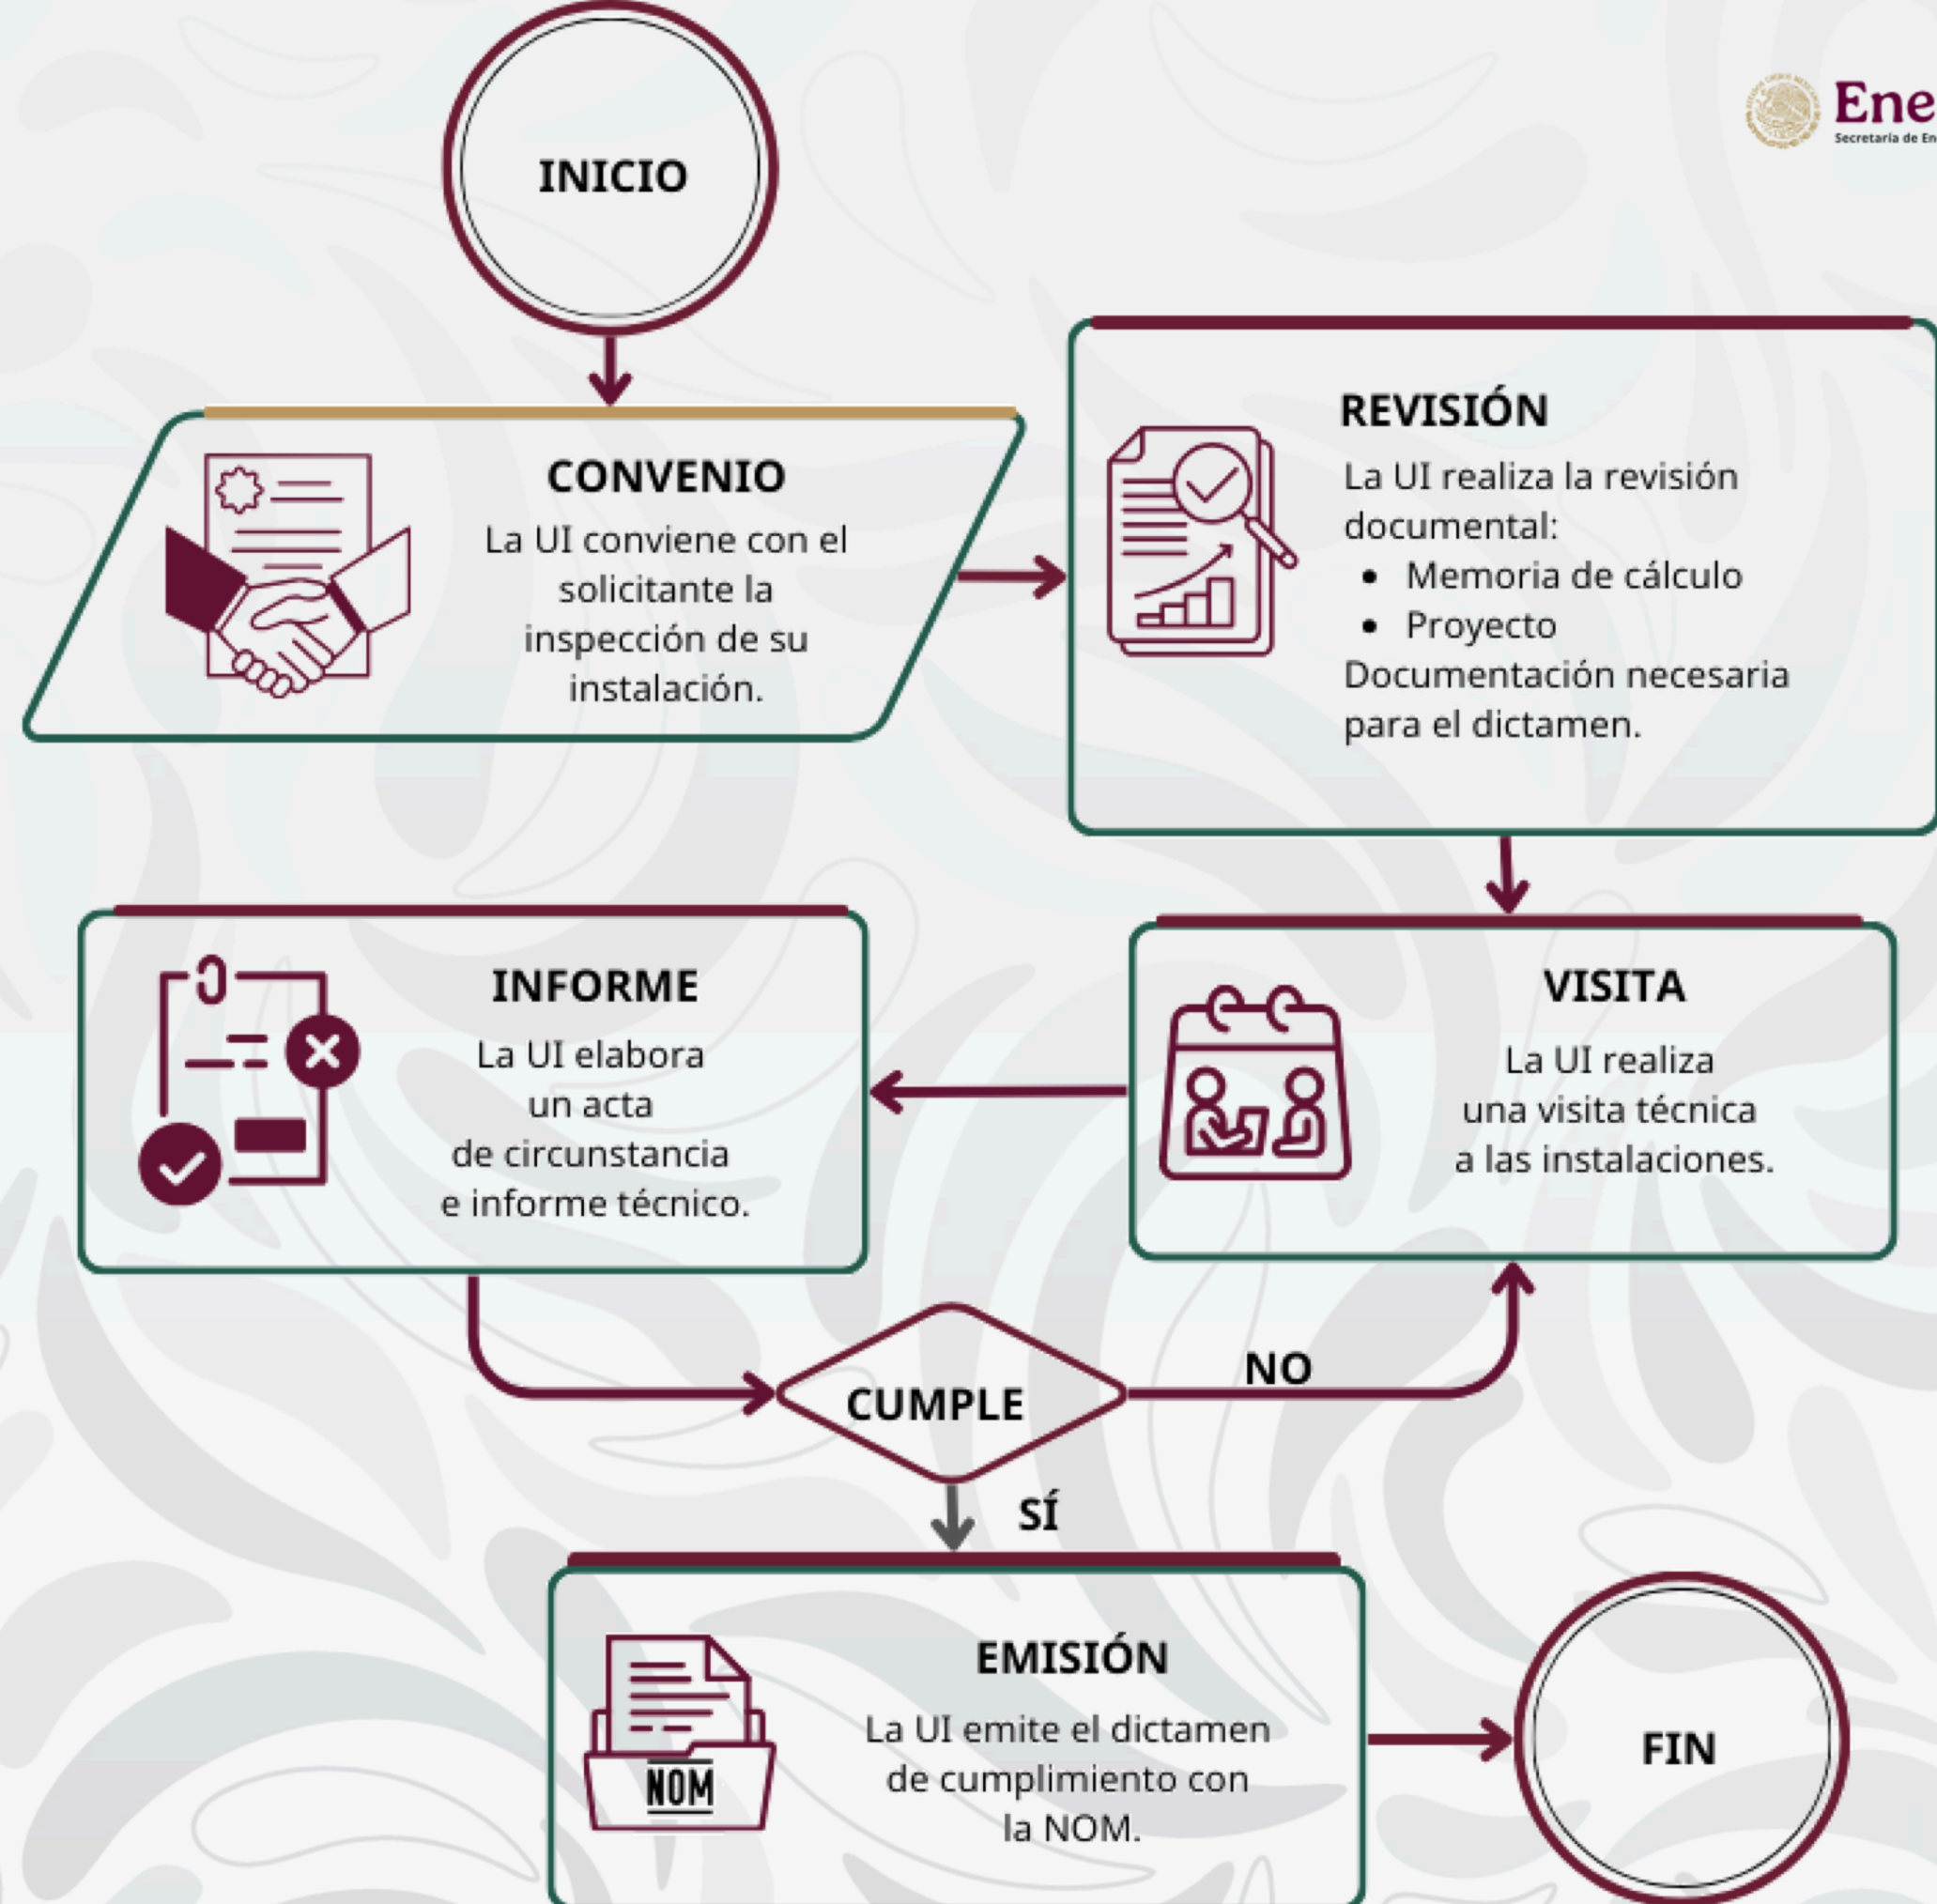 INICIO
Ene
Secretaría de En
CONVENIO
La UI conviene con el
solicitante la
inspección de su
instalación.
REVISIÓN
La UI realiza la revisión
documental:
• Memoria de cálculo
• Proyecto
Documentación necesaria
para el dictamen.
VISITA
La UI realiza
una visita técnica
a las instalaciones.
INFORME
La UI elabora
un acta
de circunstancia
e informe técnico.
CUMPLE
NO
SÍ
EMISIÓN
La UI emite el dictamen
de cumplimiento con
la NOM.
NOM
FIN